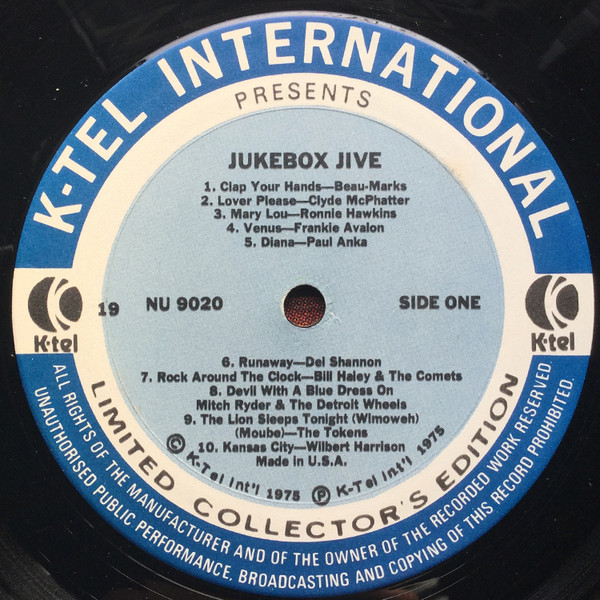 K-TEL INTERNATIONAL
PRESENTS
JUKEBOX JIVE
1. Clap Your Hands—Beau-Marks
2. Lover Please—Clyde McPhatter
3. Mary Lou—Ronnie Hawkins
4. Venus—Frankie Avalon
5. Diana—Paul Anka
K-tel
19
NU 9020
SIDE ONE
K-tel
6. Runaway—Del Shannon
7. Rock Around The Clock—Bill Haley & The Comets
8. Devil With A Blue Dress On
Mitch Ryder & The Detroit Wheels
9. The Lion Sleeps Tonight (Wimoweh)
(Moube)—The Tokens
10. Kansas City—Wilbert Harrison
Made in U.S.A.
© K-Tel Int'l 1975 ℗ K-Tel Int'l 1975
LIMITED COLLECTOR'S EDITION
ALL RIGHTS OF THE MANUFACTURER AND OF THE OWNER OF THE RECORDED WORK RESERVED.
UNAUTHORISED PUBLIC PERFORMANCE, BROADCASTING AND COPYING OF THIS RECORD PROHIBITED.